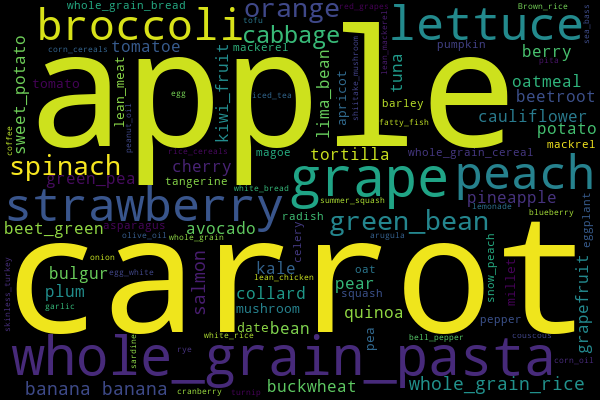 whole_grain_bread
broccoli
orange
red_grapes
lettuce
Brown_rice
sea_bass
tofu
tomatoe
cabbage
mackerel
corn_cereals
sweet_potato
lean_meat
kiwi_fruit
lima_bean
apricot
shiitake_mushroom
lean_mackerel
tuna
pumpkin
pita
berry
oatmeal
beetroot
apple
tomato
egg
iced_tea
barley
fatty_fish
cauliflower
potato
mackrel
coffee
peanut_oil
rice_cereals
magoe
tortilla
whole_grain_cereal
spinach
cherry
green_pea
tangerine
white_bread
grape
peach
summer_squash
pineapple
lemonade
blueberry
eggplant
strawberry
radish
green_bean
beet_green
asparagus
avocado
olive_oil
whole_grain
celery
arugula
carrot
onion
bulgur
egg_white
salmon
kale
lean_chicken
oat
snow_peach
millet
grapefruit
skinless_turkey
plum
collard
pear
squash
garlic
mushroom
quinoa
date
bean
pea
pepper
white_rice
bell_pepper
couscous
corn_oil
whole_grain_pasta
sardine
rye
banana
banana
cranberry
turnip
buckwheat
whole_grain_rice